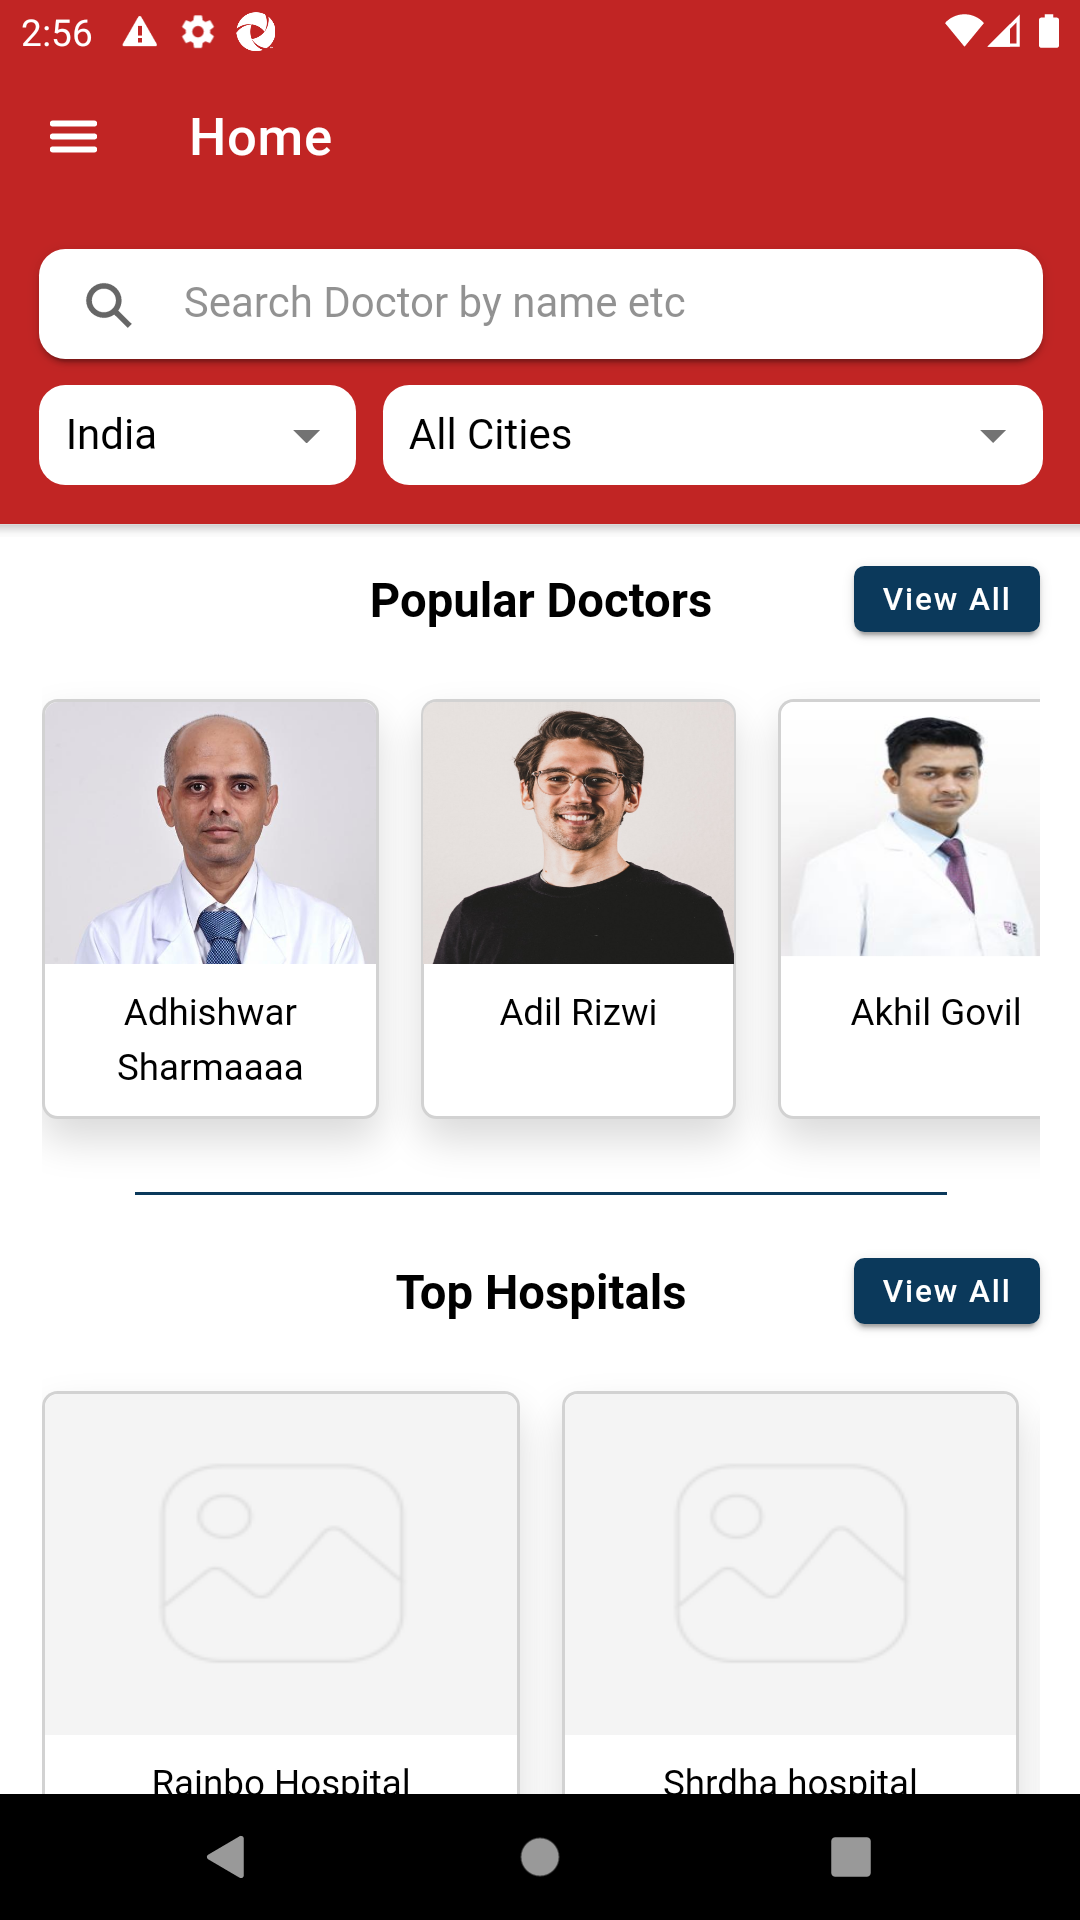 2:56
Home
Search Doctor by name etc
India
All Cities
Popular Doctors
View All
Adhishwar
Sharmaaaa
Adil Rizwi
Akhil Govil
Top Hospitals
View All
Rainbo Hospital
Shrdha hospital